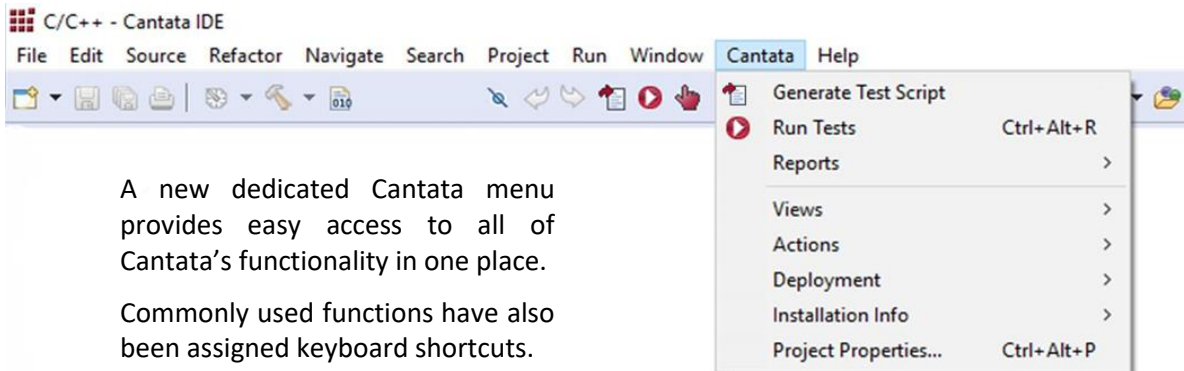 C/C++ - Cantata IDE
File Edit Source Refactor Navigate Search Project Run Window Cantata Help
010
Generate Test Script
Run Tests Ctrl+Alt+R
Reports >
Views >
Actions >
Deployment >
Installation Info >
Project Properties... Ctrl+Alt+P
A new dedicated Cantata menu
provides easy access to all of
Cantata’s functionality in one place.
Commonly used functions have also
been assigned keyboard shortcuts.